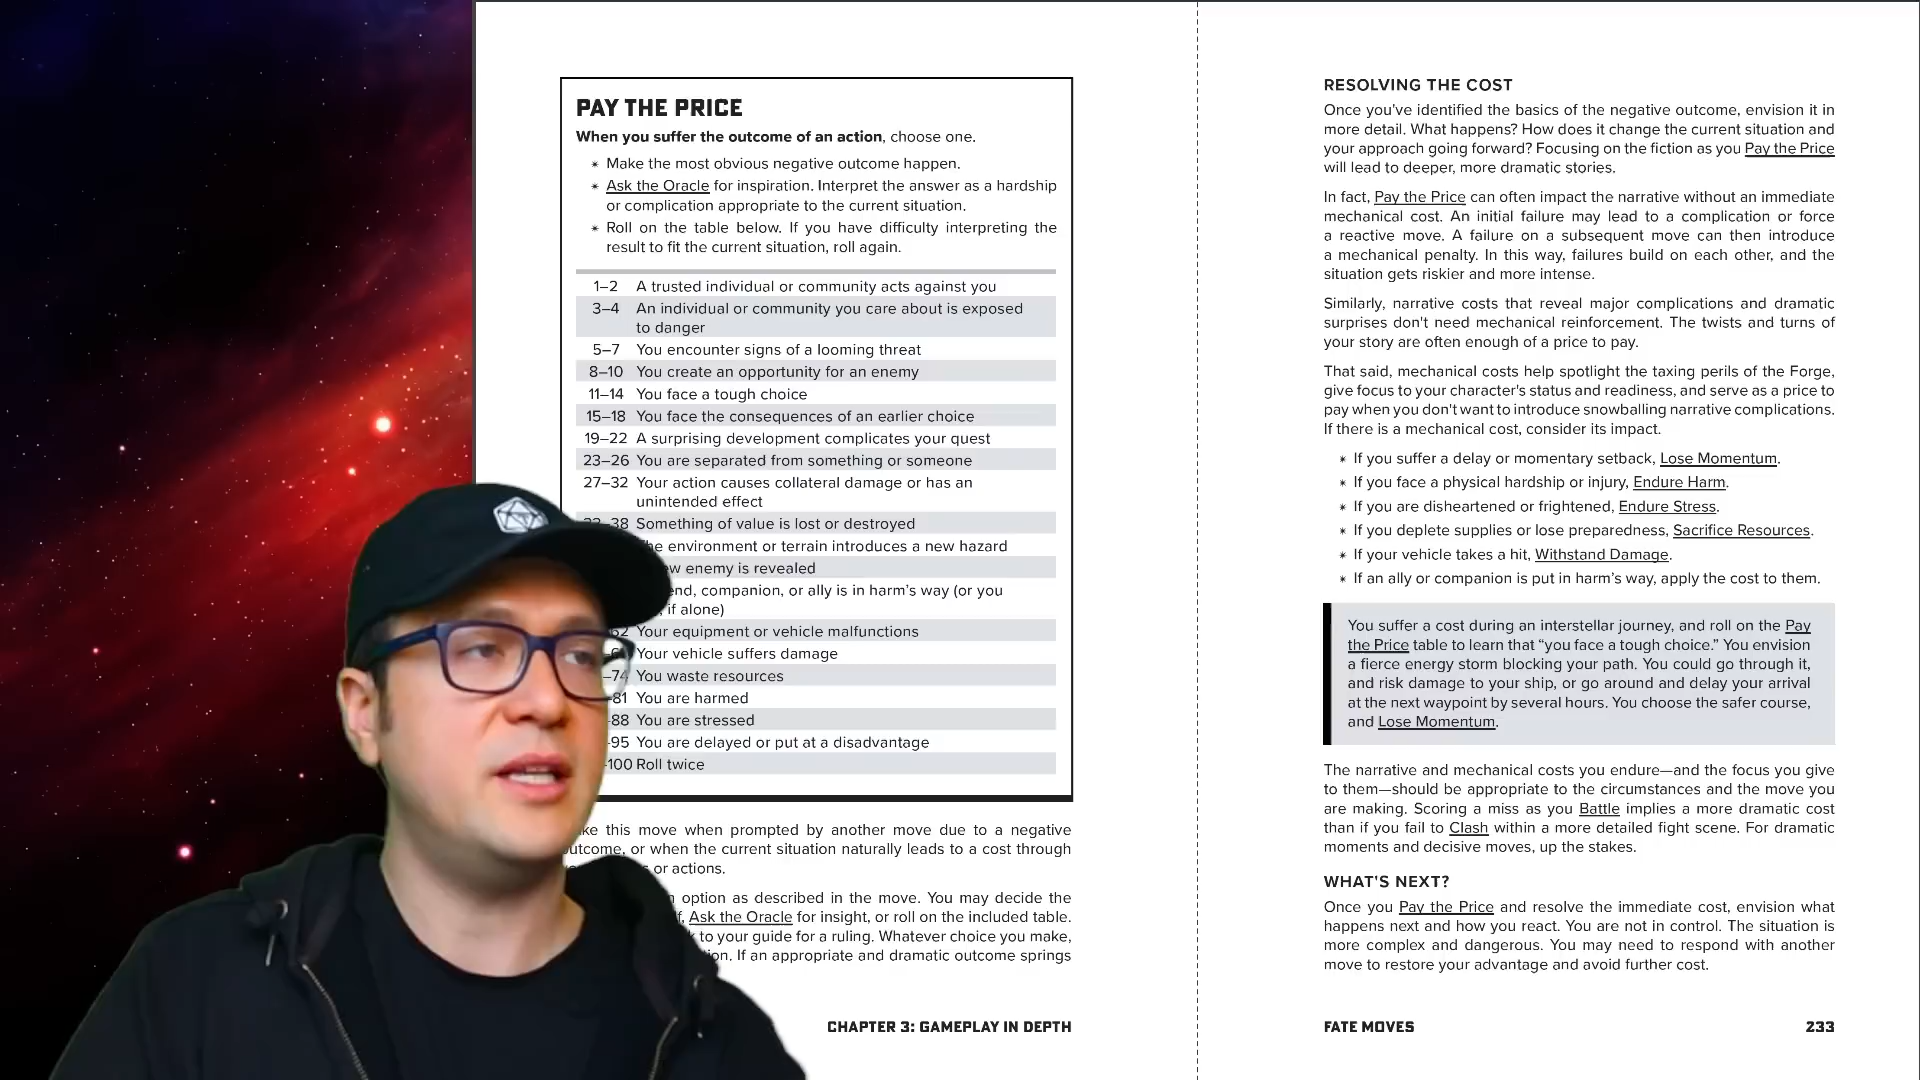 PAY THE PRICE
When you suffer the outcome of an action, choose one.
✴ Make the most obvious negative outcome happen.
✴ Ask the Oracle for inspiration. Interpret the answer as a hardship
or complication appropriate to the current situation.
✴ Roll on the table below. If you have difficulty interpreting the
result to fit the current situation, roll again.
1–2 A trusted individual or community acts against you
3–4 An individual or community you care about is exposed
to danger
5–7 You encounter signs of a looming threat
8–10 You create an opportunity for an enemy
11–14 You face a tough choice
15–18 You face the consequences of an earlier choice
19–22 A surprising development complicates your quest
23–26 You are separated from something or someone
27–32 Your action causes collateral damage or has an
unintended effect
–38 Something of value is lost or destroyed
environment or terrain introduces a new hazard
enemy is revealed
companion, or ally is in harm’s way (or you
if alone)
Your equipment or vehicle malfunctions
Your vehicle suffers damage
–74 You waste resources
–81 You are harmed
–88 You are stressed
–95 You are delayed or put at a disadvantage
–100 Roll twice
this move when prompted by another move due to a negative
outcome, or when the current situation naturally leads to a cost through
or actions.
option as described in the move. You may decide the
Ask the Oracle for insight, or roll on the included table.
to your guide for a ruling. Whatever choice you make,
If an appropriate and dramatic outcome springs
CHAPTER 3: GAMEPLAY IN DEPTH
RESOLVING THE COST
Once you've identified the basics of the negative outcome, envision it in
more detail. What happens? How does it change the current situation and
your approach going forward? Focusing on the fiction as you Pay the Price
will lead to deeper, more dramatic stories.
In fact, Pay the Price can often impact the narrative without an immediate
mechanical cost. An initial failure may lead to a complication or force
a reactive move. A failure on a subsequent move can then introduce
a mechanical penalty. In this way, failures build on each other, and the
situation gets riskier and more intense.
Similarly, narrative costs that reveal major complications and dramatic
surprises don't need mechanical reinforcement. The twists and turns of
your story are often enough of a price to pay.
That said, mechanical costs help spotlight the taxing perils of the Forge,
give focus to your character's status and readiness, and serve as a price to
pay when you don't want to introduce snowballing narrative complications.
If there is a mechanical cost, consider its impact.
✴ If you suffer a delay or momentary setback, Lose Momentum.
✴ If you face a physical hardship or injury, Endure Harm.
✴ If you are disheartened or frightened, Endure Stress.
✴ If you deplete supplies or lose preparedness, Sacrifice Resources.
✴ If your vehicle takes a hit, Withstand Damage.
✴ If an ally or companion is put in harm’s way, apply the cost to them.
You suffer a cost during an interstellar journey, and roll on the Pay
the Price table to learn that “you face a tough choice.” You envision
a fierce energy storm blocking your path. You could go through it,
and risk damage to your ship, or go around and delay your arrival
at the next waypoint by several hours. You choose the safer course,
and Lose Momentum.
The narrative and mechanical costs you endure—and the focus you give
to them—should be appropriate to the circumstances and the move you
are making. Scoring a miss as you Battle implies a more dramatic cost
than if you fail to Clash within a more detailed fight scene. For dramatic
moments and decisive moves, up the stakes.
WHAT'S NEXT?
Once you Pay the Price and resolve the immediate cost, envision what
happens next and how you react. You are not in control. The situation is
more complex and dangerous. You may need to respond with another
move to restore your advantage and avoid further cost.
FATE MOVES
233